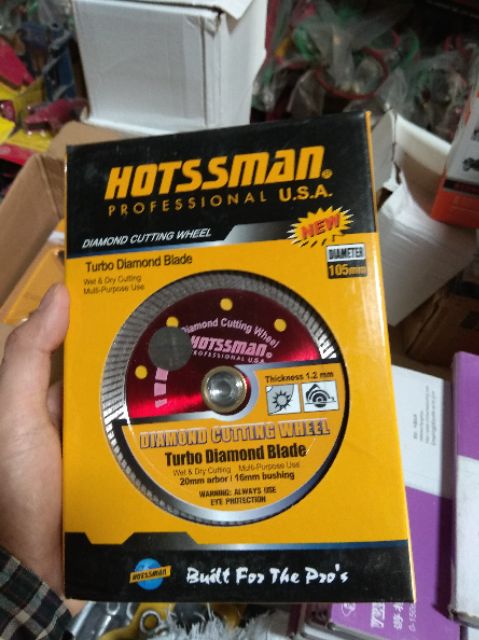 HOTSSMAN®
PROFESSIONAL U.S.A.
NEW
DIAMOND CUTTING WHEEL
DIAMETER
105mm
Turbo Diamond Blade
Wet & Dry Cutting
Multi-Purpose Use
Diamond Cutting Wheel
HOTSSMAN
PROFESSIONAL U.S.A.
Thickness 1.2 mm
DIAMOND CUTTING WHEEL
Turbo Diamond Blade
Wet & Dry Cutting Multi-Purpose Use
20mm arbor / 16mm bushing
WARNING: ALWAYS USE
EYE PROTECTION
HOTSSMAN
Built For The Pro's